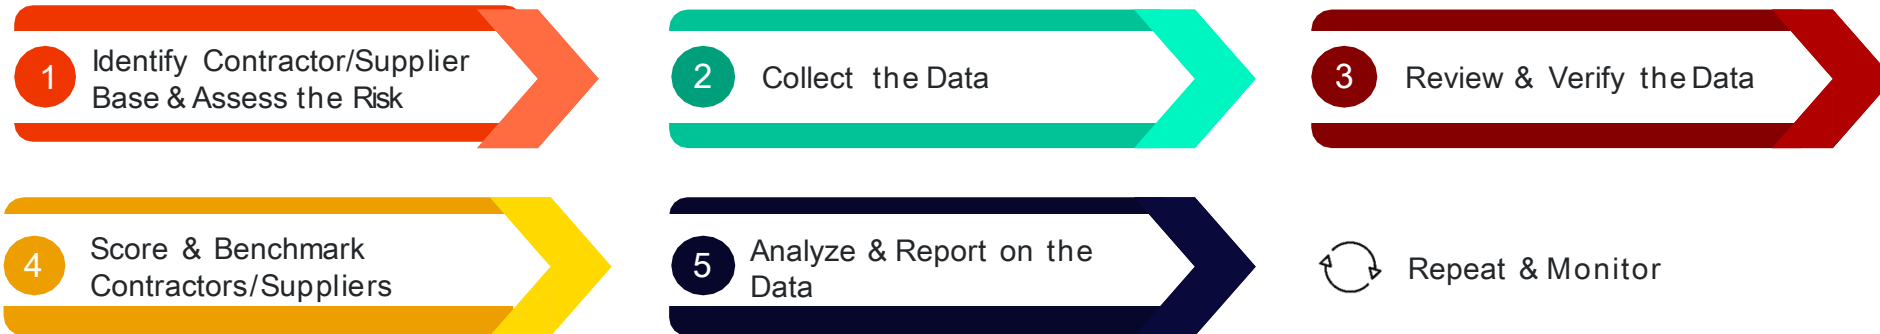 1
Identify Contractor/Supplier
Base & Assess the Risk
2
Collect the Data
3
Review & Verify the Data
4
Score & Benchmark
Contractors/Suppliers
5
Analyze & Report on the
Data
Repeat & Monitor